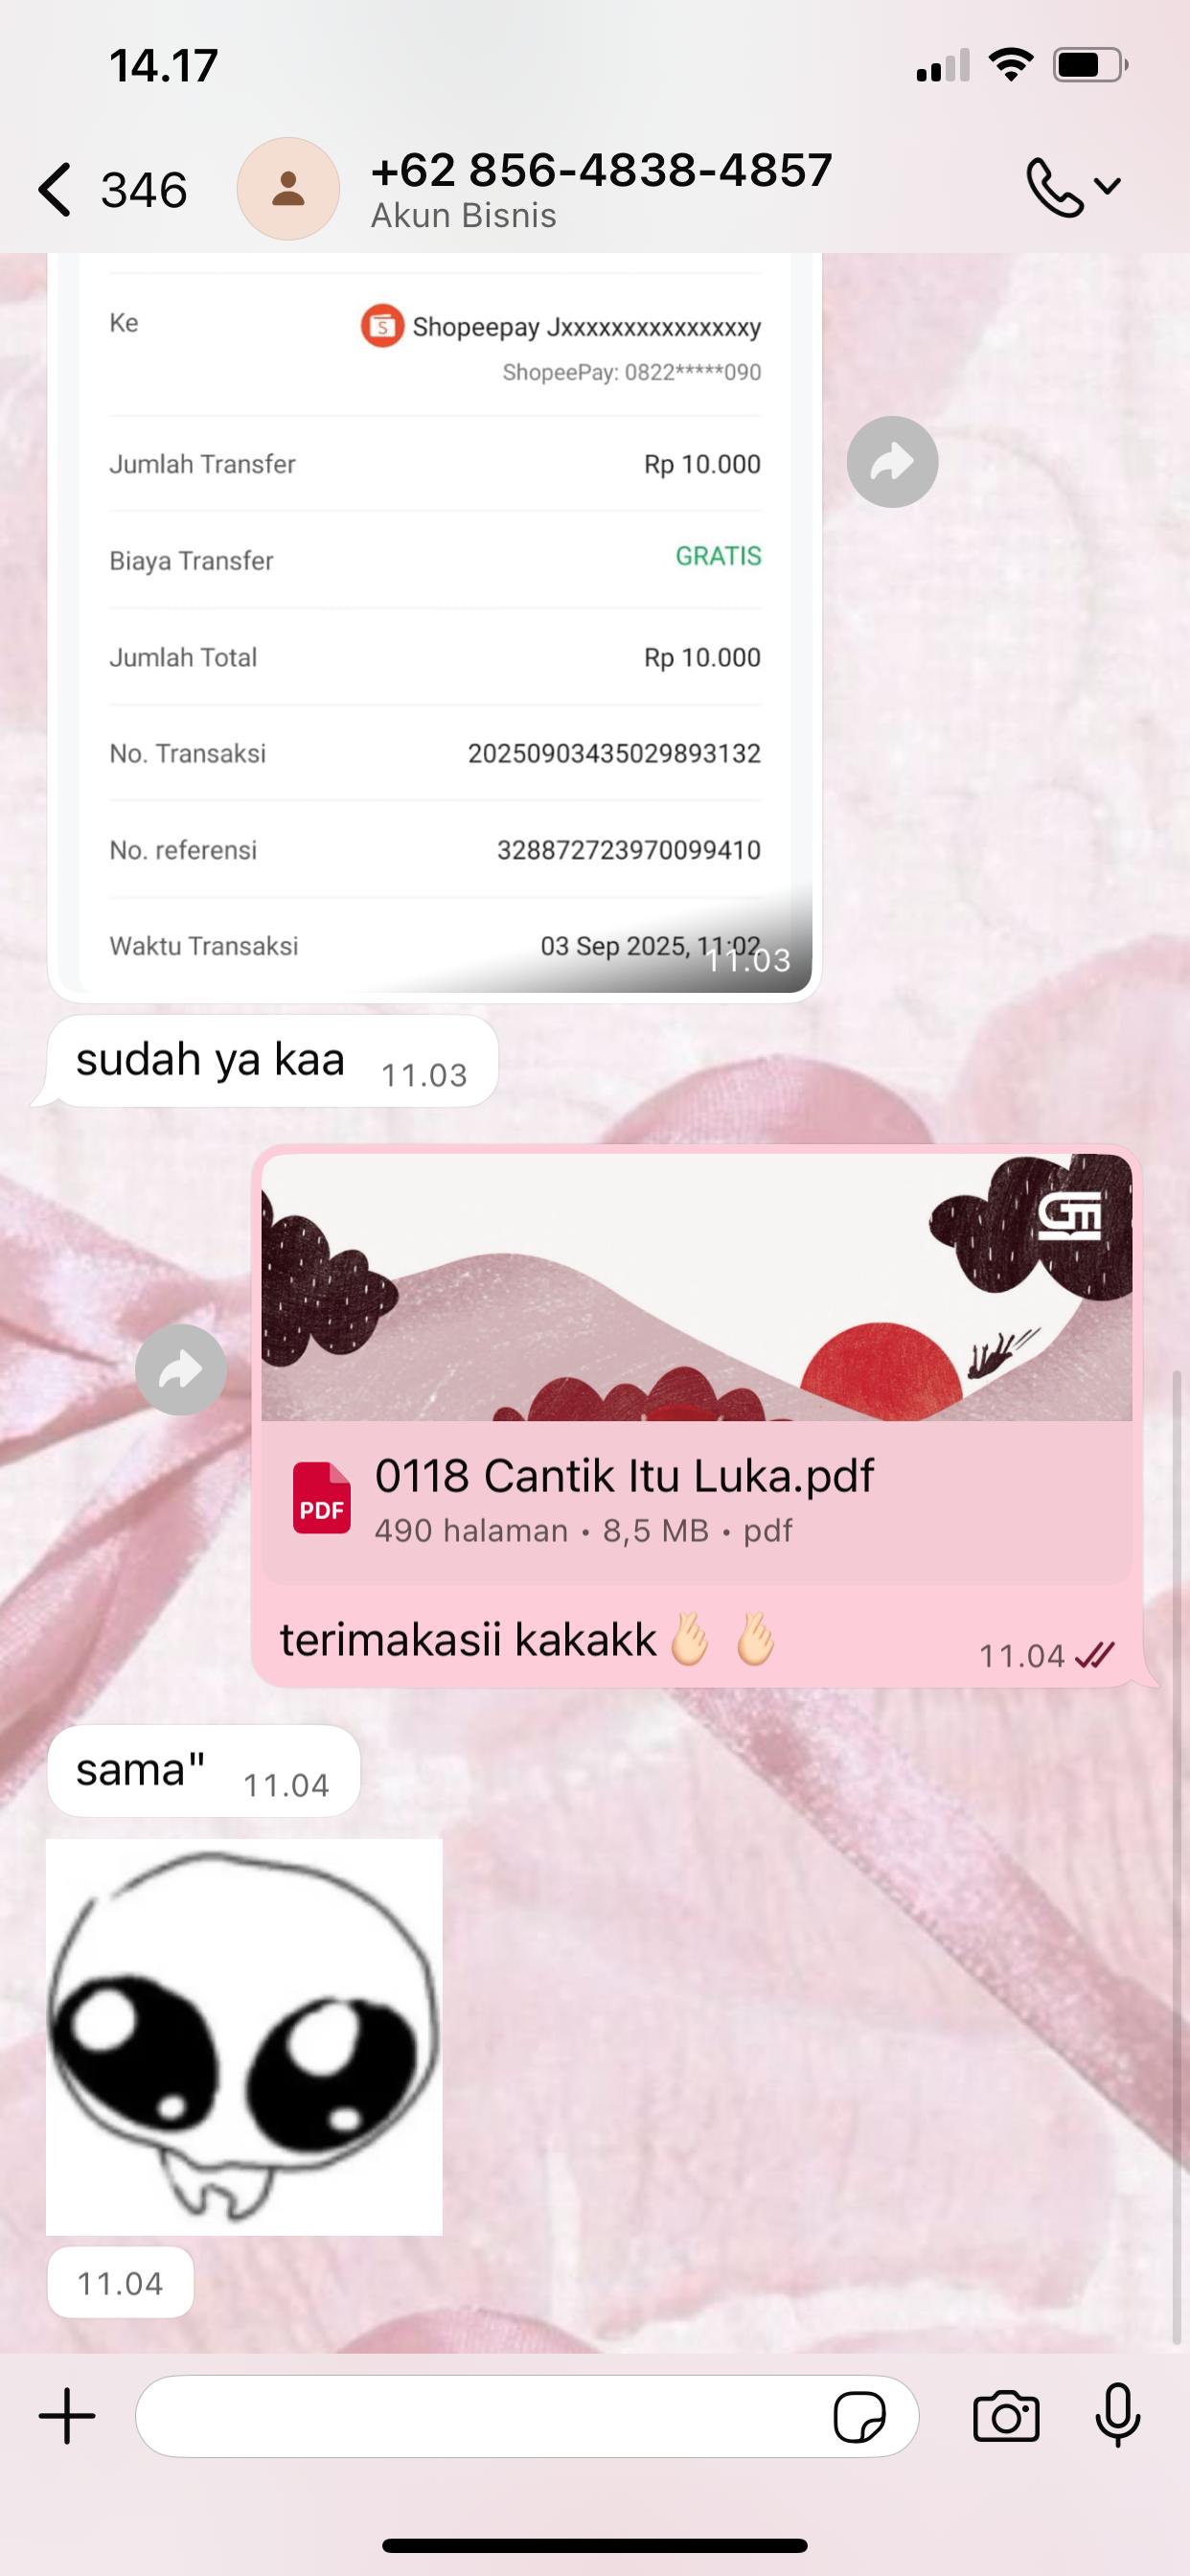 14.17
346
+62 856-4838-4857
Akun Bisnis
Ke
Shopeepay Jxxxxxxxxxxxxxxxy
ShopeePay: 0822*****090
Jumlah Transfer
Rp 10.000
Biaya Transfer
GRATIS
Jumlah Total
Rp 10.000
No. Transaksi
20250903435029893132
No. referensi
328872723970099410
Waktu Transaksi
03 Sep 2025, 11:02
11.03
sudah ya kaa 11.03
GM
PDF
0118 Cantik Itu Luka.pdf
490 halaman • 8,5 MB • pdf
terimakasii kakakk🫰🏻 🫰🏻 11.04
sama" 11.04
11.04